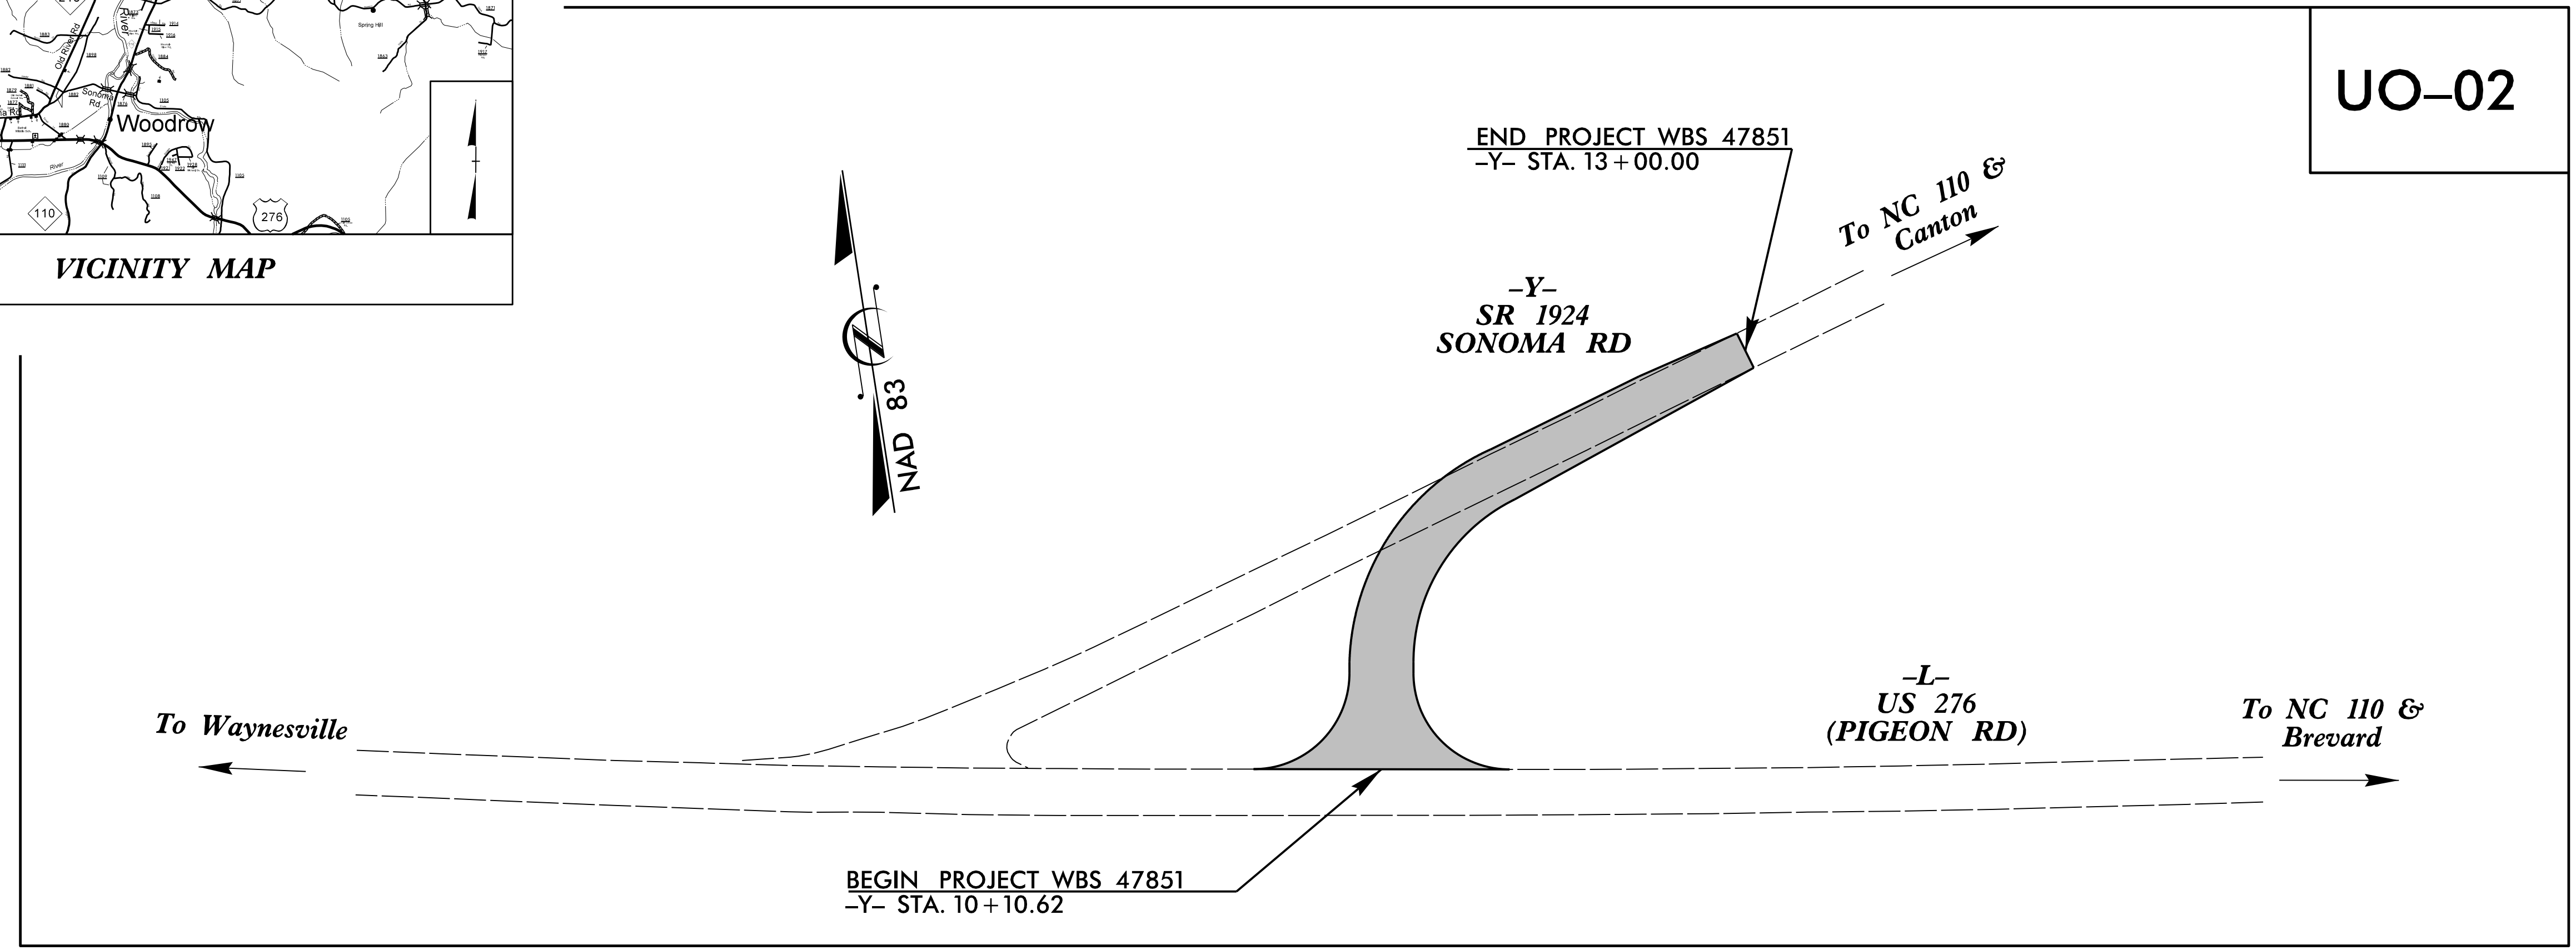 Old River Rd
River
Spring Hill
Sonoma
Rd.
Woodrow
River
110
276
VICINITY MAP
UO–02
END PROJECT WBS 47851
–Y– STA. 13+00.00
To NC 110 &
Canton
–Y–
SR 1924
SONOMA RD
NAD 83
–L–
US 276
(PIGEON RD)
To Waynesville
To NC 110 &
Brevard
BEGIN PROJECT WBS 47851
–Y– STA. 10+10.62